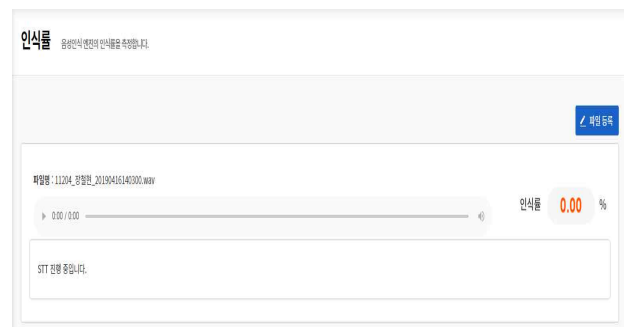 인식률 음성인식 엔진의 인식률을 측정합니다.
파일 등록
파일명 : 11204_장철현_20190416140300.wav
0:00 / 0:00
인식률 0.00 %
STT 진행 중입니다.